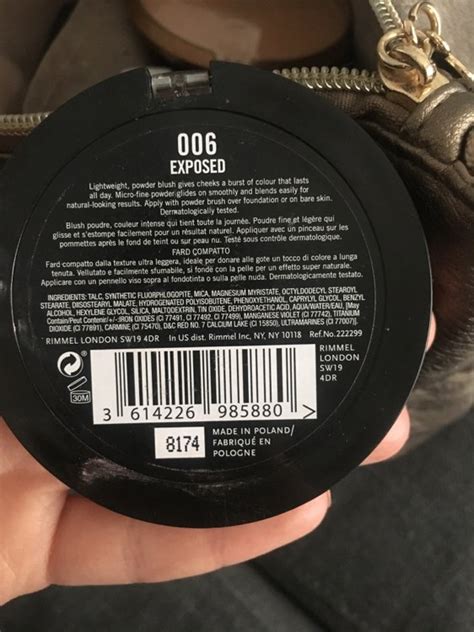 006
EXPOSED
Lightweight, powder blush gives cheeks a burst of colour that lasts
all day. Micro-fine powder glides on smoothly and blends easily for
natural-looking results. Apply with powder brush over foundation or on bare skin.
Dermatologically tested.
Blush poudre, couleur intense qui tient toute la journée. Poudre fine et légère qui
glisse et s'estompe facilement pour un résultat naturel. Appliquer avec un pinceau sur les
pommettes après le fond de teint ou sur peau nu. Testé sous contrôle dermatologique.
FARD COMPATTO
Fard compatto dalla texture ultra leggera, ideale per donare alle gote un tocco di colore a lunga
tenuta. Vellutato e facilmente sfumabile, si fonde con la pelle per un effetto super naturale.
Applicare con un pennello viso sopra al fondotinta o sulla pelle nuda. Dermatologicamente testato.
INGREDIENTS: TALC, SYNTHETIC FLUORPHLOGOPITE, MICA, MAGNESIUM MYRISTATE, OCTYLDODECYL STEAROYL
STEARATE, DIISOSTEARYL MALATE, HYDROGENATED POLYISOBUTENE, PHENOXYETHANOL, CAPRYLYL GLYCOL, BENZYL
ALCOHOL, HEXYLENE GLYCOL, SILICA, MALTODEXTRIN, TIN OXIDE, DEHYDROACETIC ACID, AQUA/WATER/EAU, [May
Contain/Peut Contenir/+/-:IRON OXIDES (CI 77491, CI 77492, CI 77499), MANGANESE VIOLET (CI 77742), TITANIUM
DIOXIDE (CI 77891), CARMINE (CI 75470), D&C RED NO. 7 CALCIUM LAKE (CI 15850), ULTRAMARINES (CI 77007)].
RIMMEL LONDON SW19 4DR In US dist. Rimmel Inc, NY, NY 10118 Ref.No.222299
30M
3 614226 985880 >
RIMMEL
LONDON
SW19
4DR
8174
MADE IN POLAND/
FABRIQUÉ EN
POLOGNE